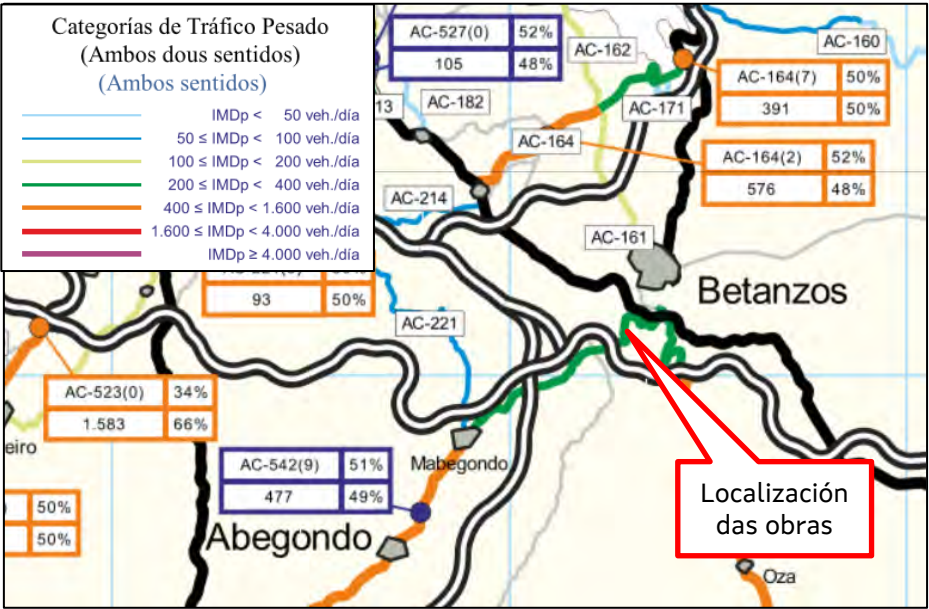 Categorías de Tráfico Pesado
(Ambos dous sentidos)
(Ambos sentidos)
IMDp < 50 veh./día
50 ≤ IMDp < 100 veh./día
100 ≤ IMDp < 200 veh./día
200 ≤ IMDp < 400 veh./día
400 ≤ IMDp < 1.600 veh./día
1.600 ≤ IMDp < 4.000 veh./día
IMDp ≥ 4.000 veh./día
AC-527(0) 52%
105 48%
AC-162
AC-160
AC-164(7) 50%
391 50%
13
AC-182
AC-171
AC-164
AC-164(2) 52%
576 48%
AC-214
AC-161
Betanzos
93 50%
AC-221
AC-523(0) 34%
1.583 66%
eiro
AC-542(9) 51%
477 49%
Mabegondo
Localización
das obras
50%
50%
Abegondo
Oza